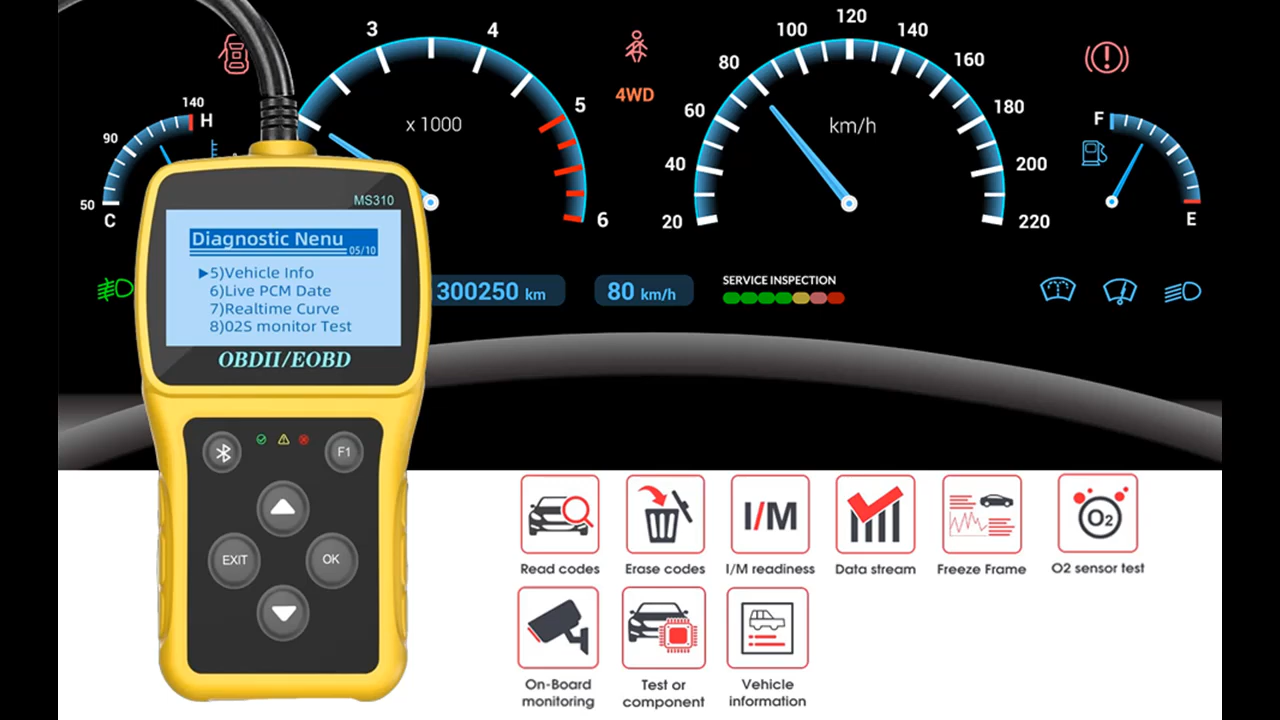 3
4
5
6
x 1000
140
H
90
50
C
4WD
20
40
60
80
100
120
140
160
180
200
220
km/h
F
E
300250 km
80 km/h
SERVICE INSPECTION
MS310
Diagnostic Nenu
05/10
5)Vehicle Info
6)Live PCM Date
7)Realtime Curve
8)02S monitor Test
OBDII/EOBD
F1
EXIT
OK
I/M
O2
Read codes
Erase codes
I/M readiness
Data stream
Freeze Frame
O2 sensor test
On-Board
monitoring
Test or
component
Vehicle
information